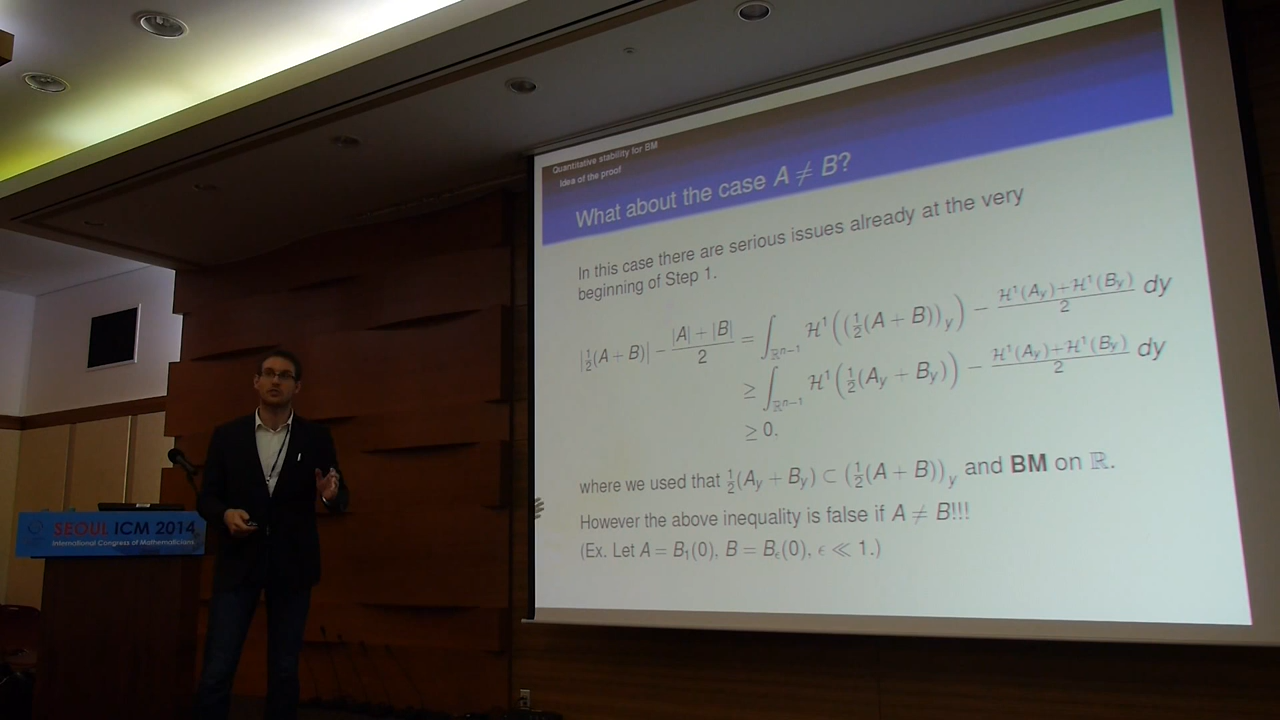 Quantitative stability for BM
Idea of the proof
What about the case A ≠ B?
In this case there are serious issues already at the very
beginning of Step 1.
|½(A + B)| − (|A| + |B|)/2 = ∫_{ℝⁿ⁻¹} ℋ¹((½(A + B))_y) − (ℋ¹(A_y)+ℋ¹(B_y))/2 dy
≥ ∫_{ℝⁿ⁻¹} ℋ¹(½(A_y + B_y)) − (ℋ¹(A_y)+ℋ¹(B_y))/2 dy
≥ 0,
where we used that ½(A_y + B_y) ⊂ (½(A + B))_y and BM on ℝ.
However the above inequality is false if A ≠ B!!!
(Ex. Let A = B₁(0), B = B_ϵ(0), ϵ ≪ 1.)
SEOUL ICM 2014
International Congress of Mathematicians